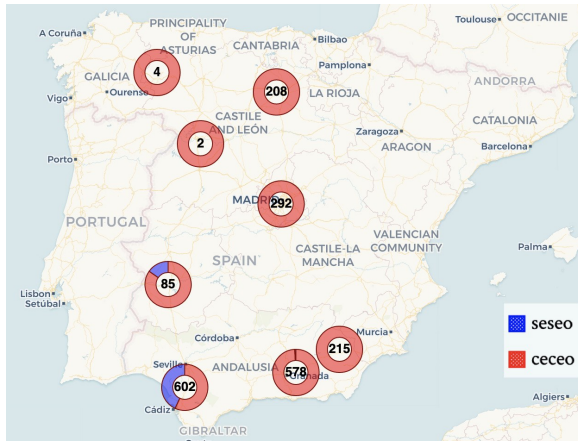 OCCITANIE
Toulouse
PRINCIPALITY
OF
ASTURIAS
A Coruña
Bilbao
CANTABRIA
Pamplona
4
GALICIA
ANDORRA
208
LA RIOJA
Ourense
Vigo
CASTILE
AND LEÓN
CATALONIA
Zaragoza
2
ARAGON
Barcelona
Porto
MADRID
292
PORTUGAL
VALENCIAN
COMMUNITY
SPAIN
CASTILE-LA
MANCHA
Palma
85
Lisbon
Setúbal
seseo
Murcia
Córdoba
215
ceceo
Seville
ANDALUSIA
578
Granada
602
Algiers
Cádiz
GIBRALTAR